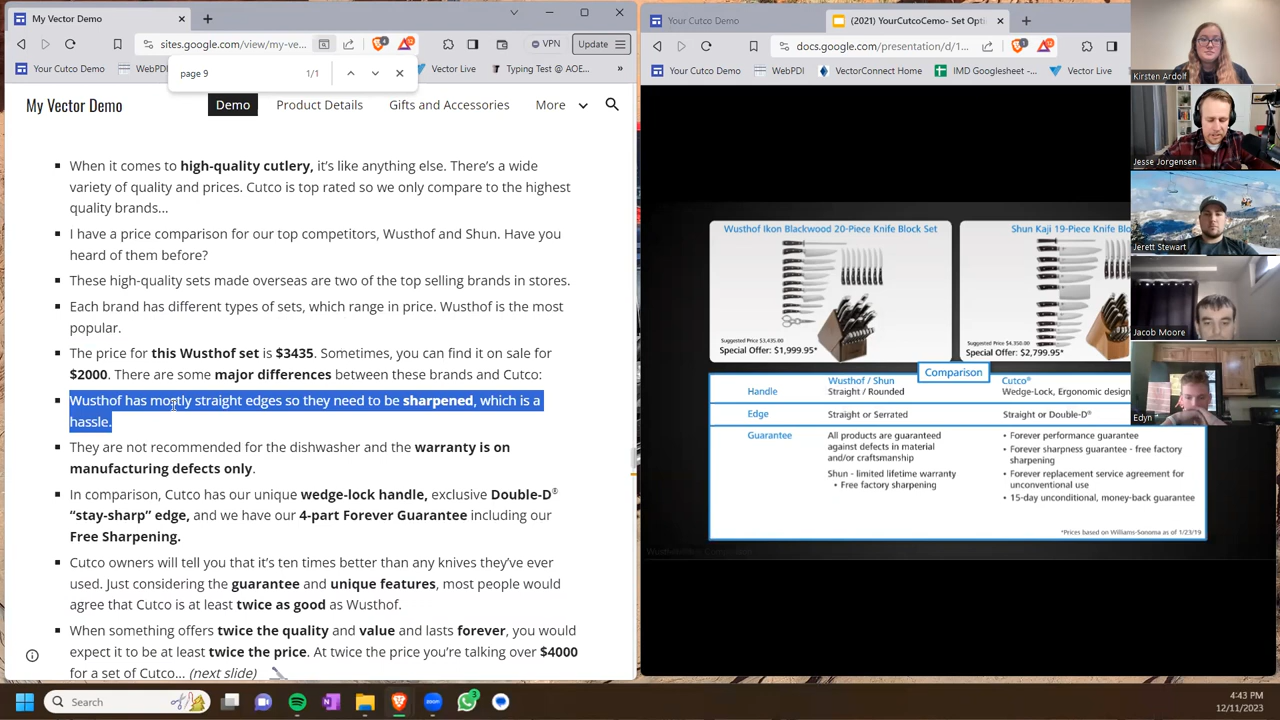 My Vector Demo
sites.google.com/view/my-ve...
VPN
Update
Your Cutco Demo
WebPDI
Vector Live
Typing Test @ AOE...
»
page 9
1/1
My Vector Demo
Demo
Product Details
Gifts and Accessories
More
When it comes to high-quality cutlery, it's like anything else. There's a wide
variety of quality and prices. Cutco is top rated so we only compare to the highest
quality brands...
I have a price comparison for our top competitors, Wusthof and Shun. Have you
heard of them before?
These high-quality sets made overseas are two of the top selling brands in stores.
Each brand has different types of sets, which range in price. Wusthof is the most
popular.
The price for this Wusthof set is $3435. Sometimes, you can find it on sale for
$2000. There are some major differences between these brands and Cutco:
Wusthof has mostly straight edges so they need to be sharpened, which is a
hassle.
They are not recommended for the dishwasher and the warranty is on
manufacturing defects only.
In comparison, Cutco has our unique wedge-lock handle, exclusive Double-D®
“stay-sharp” edge, and we have our 4-part Forever Guarantee including our
Free Sharpening.
Cutco owners will tell you that it's ten times better than any knives they've ever
used. Just considering the guarantee and unique features, most people would
agree that Cutco is at least twice as good as Wusthof.
When something offers twice the quality and value and lasts forever, you would
expect it to be at least twice the price. At twice the price you're talking over $4000
for a set of Cutco... (next slide)
Your Cutco Demo
(2021) YourCutcoCemo- Set Opti
docs.google.com/presentation/d/1...
Your Cutco Demo
WebPDI
VectorConnect Home
IMD Googlesheet -...
Vector Live
Wusthof Ikon Blackwood 20-Piece Knife Block Set
Suggested Price $3,435.00
Special Offer: $1,999.95*
Shun Kaji 19-Piece Knife Blo
Suggested Price $4,350.00
Special Offer: $2,799.95*
Comparison
Wusthof / Shun
Cutco®
Handle
Straight / Rounded
Wedge-Lock, Ergonomic design
Edge
Straight or Serrated
Straight or Double-D®
Guarantee
All products are guaranteed
against defects in material
and/or craftsmanship
Shun - limited lifetime warranty
• Free factory sharpening
• Forever performance guarantee
• Forever sharpness guarantee - free factory
sharpening
• Forever replacement service agreement for
unconventional use
• 15-day unconditional, money-back guarantee
*Prices based on Williams-Sonoma as of 1/23/19
Kirsten Ardolf
Jesse Jorgensen
Jerett Stewart
Jacob Moore
Edyn
Search
4:43 PM
12/11/2023